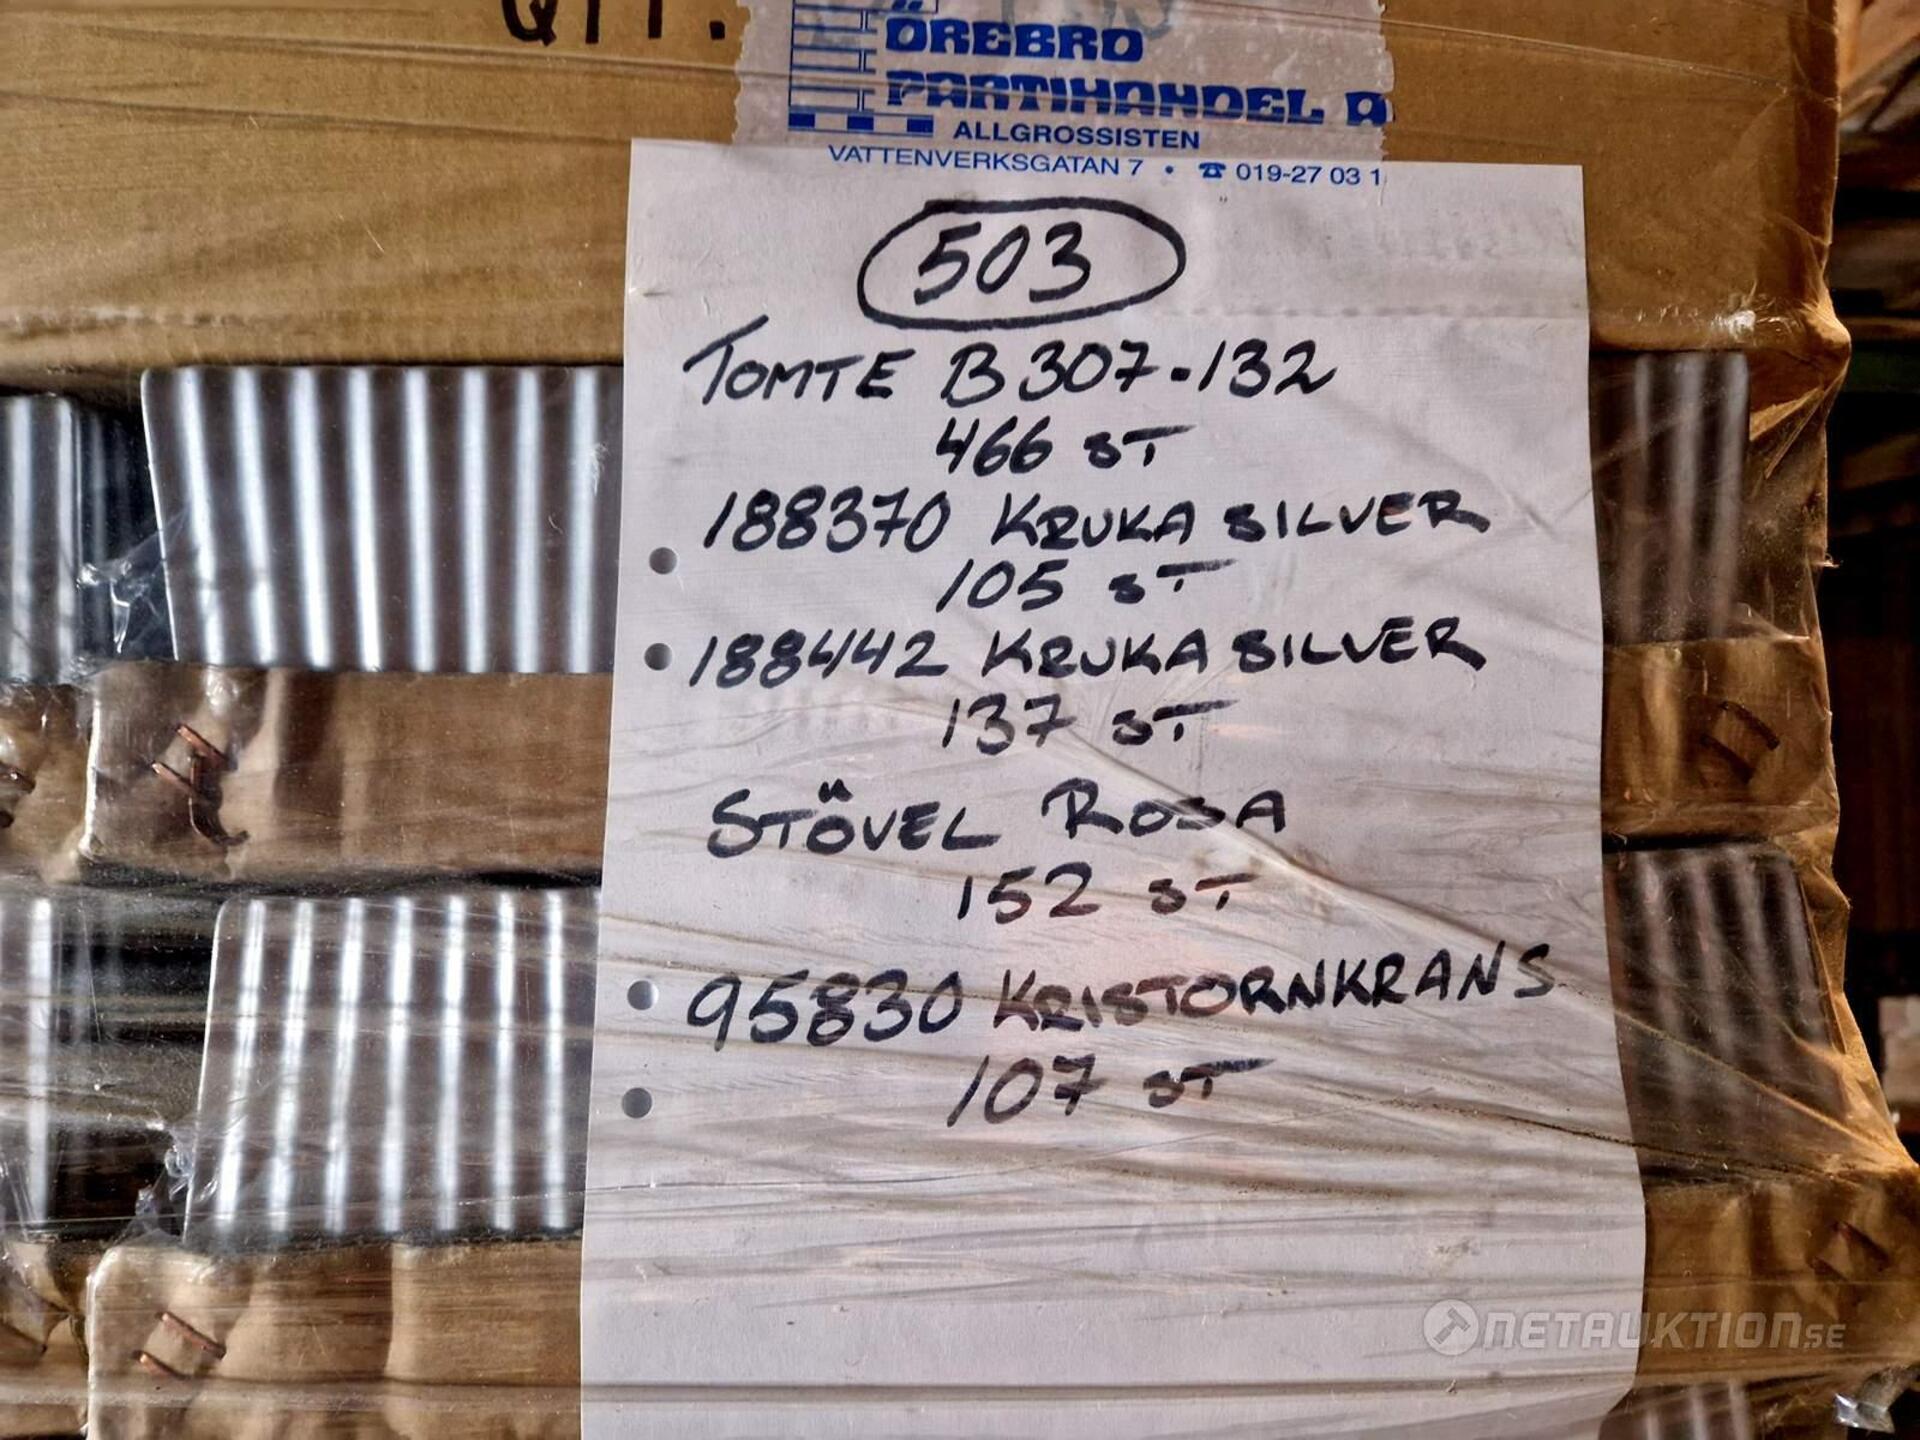 QTY.
ÖREBRO
PARTIHANDEL A
ALLGROSSISTEN
VATTENVERKSGATAN 7 • ☎ 019-27 03 1
503
TOMTE B307-132
466 ST
188370 KRUKA SILVER
105 ST
188442 KRUKA SILVER
137 ST
STÖVEL ROSA
152 ST
95830 KRISTORNKRANS
107 ST
NETAUKTION.SE